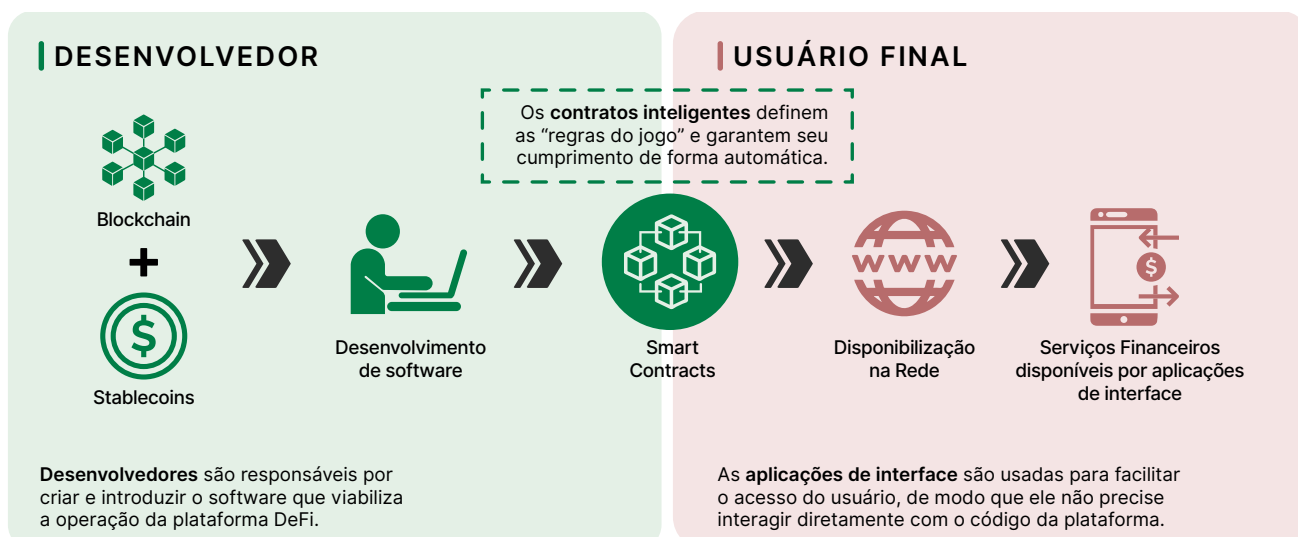 DESENVOLVEDOR
USUÁRIO FINAL
Os contratos inteligentes definem
as “regras do jogo” e garantem seu
cumprimento de forma automática.
Blockchain
+
$
Stablecoins
Desenvolvimento
de software
Smart
Contracts
www
Disponibilização
na Rede
$
Serviços Financeiros
disponíveis por aplicações
de interface
Desenvolvedores são responsáveis por
criar e introduzir o software que viabiliza
a operação da plataforma DeFi.
As aplicações de interface são usadas para facilitar
o acesso do usuário, de modo que ele não precise
interagir diretamente com o código da plataforma.